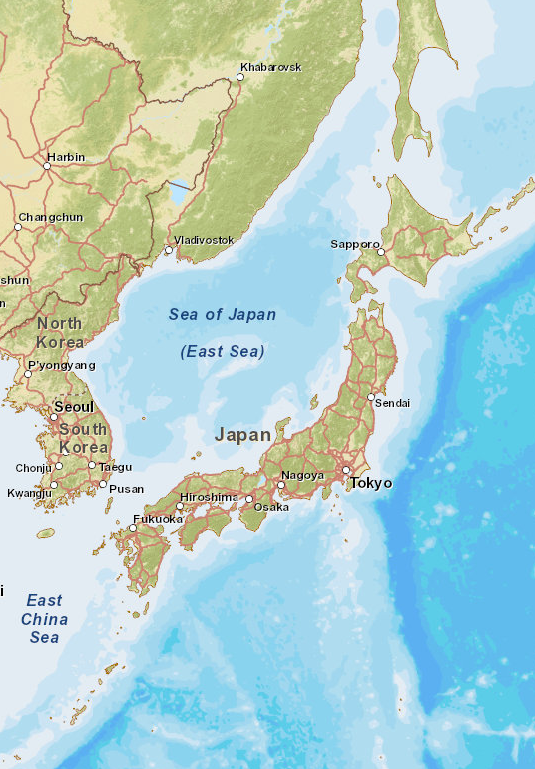 Khabarovsk
Harbin
Changchun
Vladivostok
Sapporo
shun
n
Sea of Japan
(East Sea)
North
Korea
P'yongyang
Seoul
Sendai
South
Korea
Japan
Chonju
Taegu
Nagoya
Tokyo
Kwangju
Pusan
Hiroshima
Osaka
Fukuoka
i
East
China
Sea